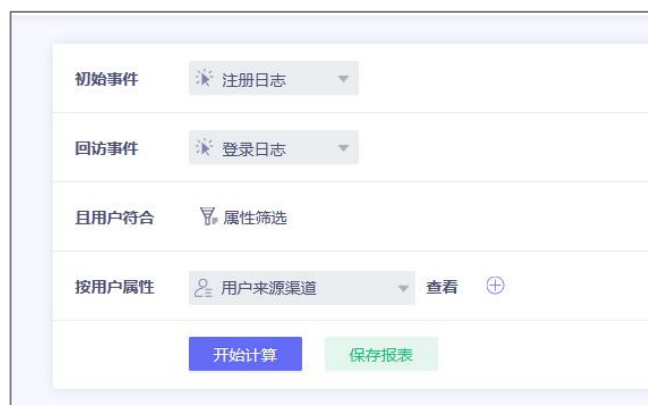 初始事件 注册日志
回访事件 登录日志
且用户符合 属性筛选
按用户属性 用户来源渠道 查看
开始计算 保存报表